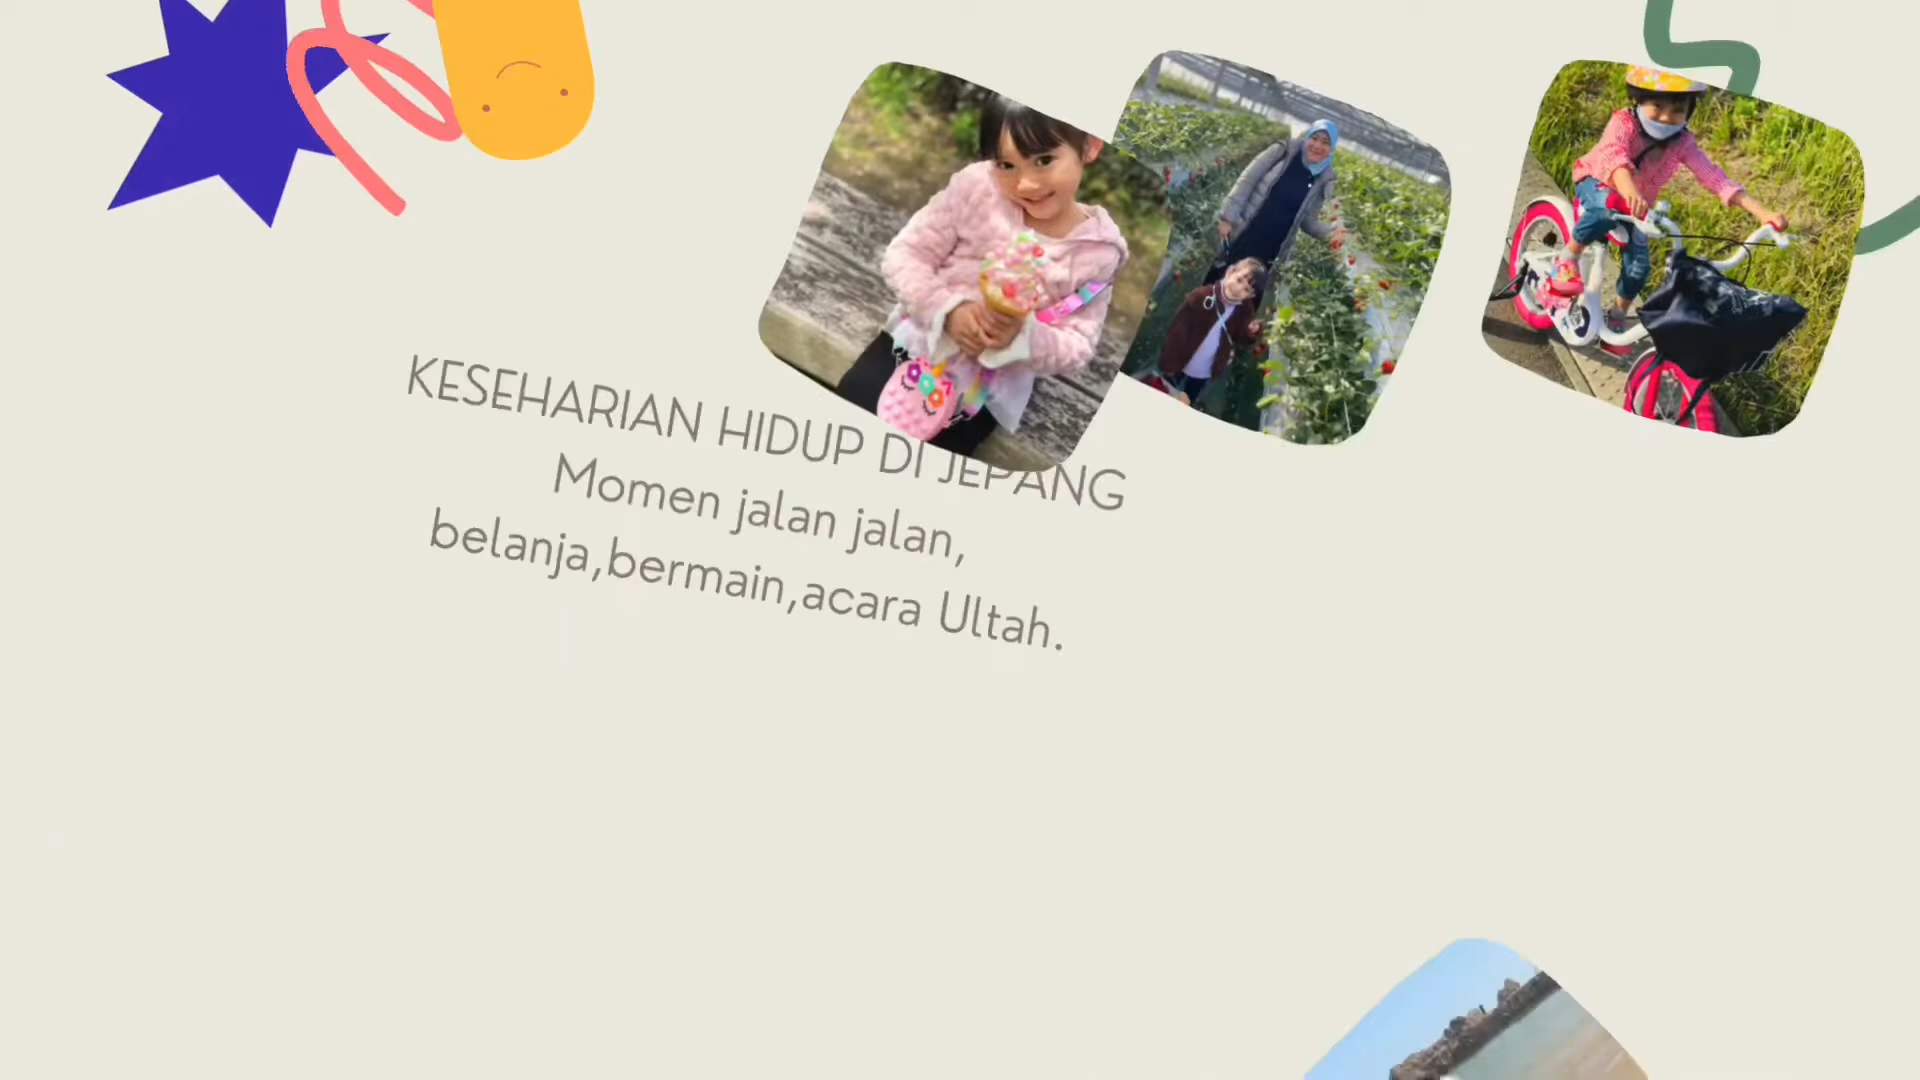 KESEHARIAN HIDUP DI JEPANG
Momen jalan jalan,
belanja,bermain,acara Ultah.